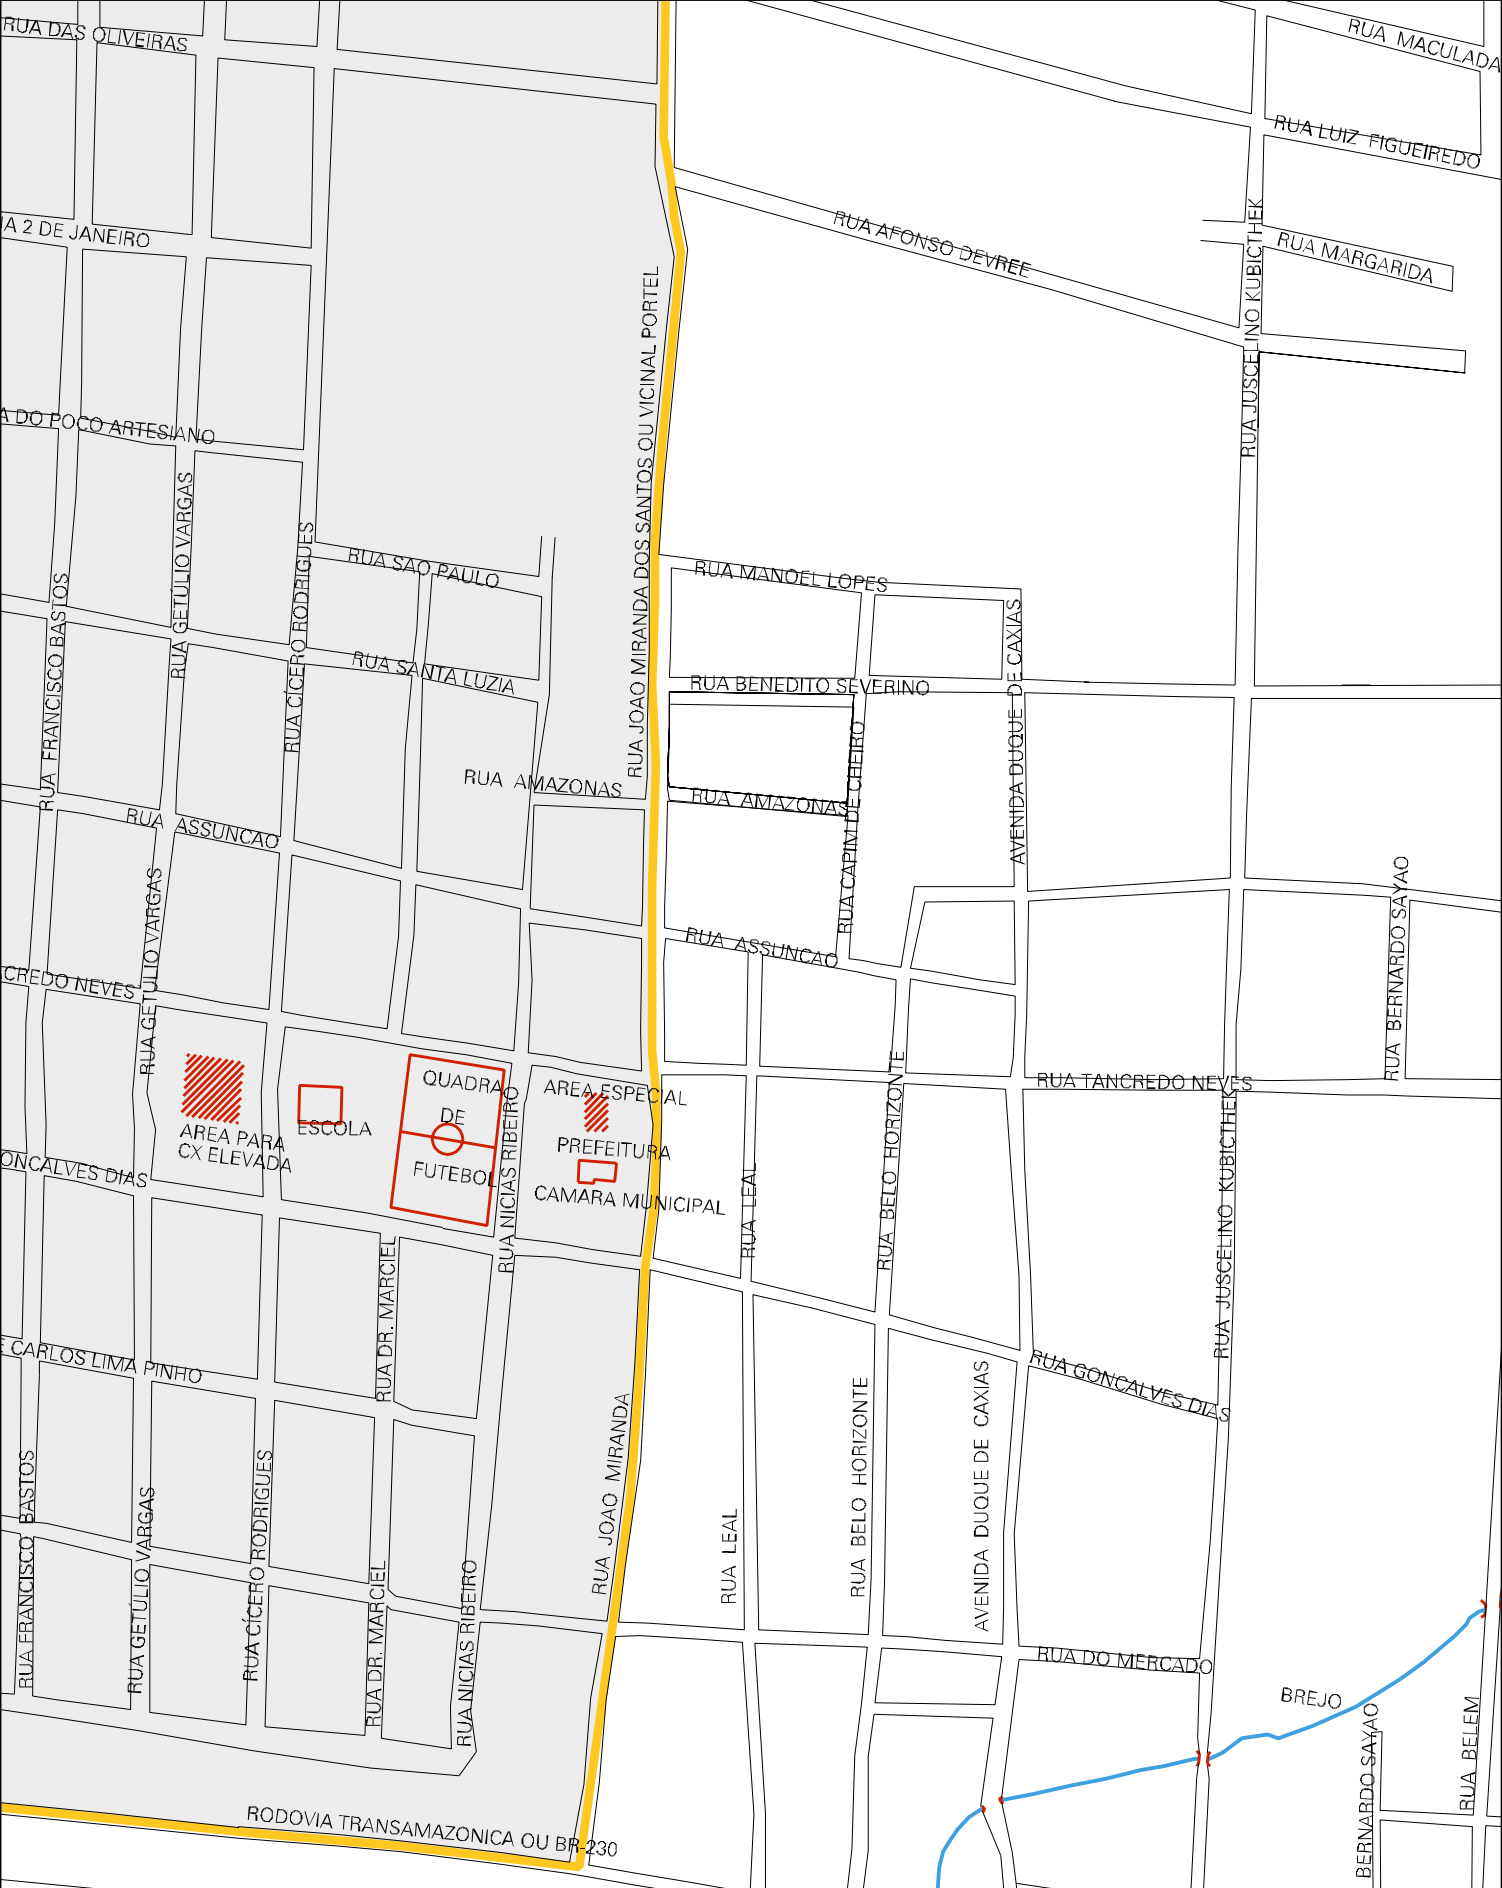 RUA DAS OLIVEIRAS
RUA MACULADA
RUA LUIZ FIGUEIREDO
RUA AFONSO DEVREE
RUA JUSCELINO KUBICTHEK
RUA MARGARIDA
2 DE JANEIRO
RUA JOAO MIRANDA DOS SANTOS OU VICINAL PORTEL
DO POCO ARTESIANO
RUA GETULIO VARGAS
RUA CÍCERO RODRIGUES
RUA SAO PAULO
RUA MANOEL LOPES
RUA FRANCISCO BASTOS
AVENIDA DUQUE DE CAXIAS
RUA SANTA LUZIA
RUA BENEDITO SEVERINO
RUA AMAZONAS
RUA AMAZONAS
RUA CAPIM DE CHEIRO
RUA ASSUNCAO
RUA BERNARDO SAYAO
RUA GETULIO VARGAS
RUA ASSUNCAO
CREDO NEVES
QUADRA
DE
FUTEBOL
AREA ESPECIAL
PREFEITURA
CAMARA MUNICIPAL
RUA TANCREDO NEVES
RUA BELO HORIZONTE
RUA NICIAS RIBEIRO
ESCOLA
AREA PARA
CX ELEVADA
ONCALVES DIAS
RUA LEAL
RUA JUSCELINO KUBICTHEK
RUA DR. MARCIEL
CARLOS LIMA PINHO
RUA GONCALVES DIAS
RUA BELO HORIZONTE
AVENIDA DUQUE DE CAXIAS
RUA JOAO MIRANDA
RUA LEAL
BASTOS
RUA FRANCISCO
RUA GETULIO VARGAS
RUA CÍCERO RODRIGUES
RUA DR. MARCIEL
RUA NICIAS RIBEIRO
RUA DO MERCADO
BREJO
BERNARDO SAYAO
RUA BELEM
RODOVIA TRANSAMAZONICA OU BR-230